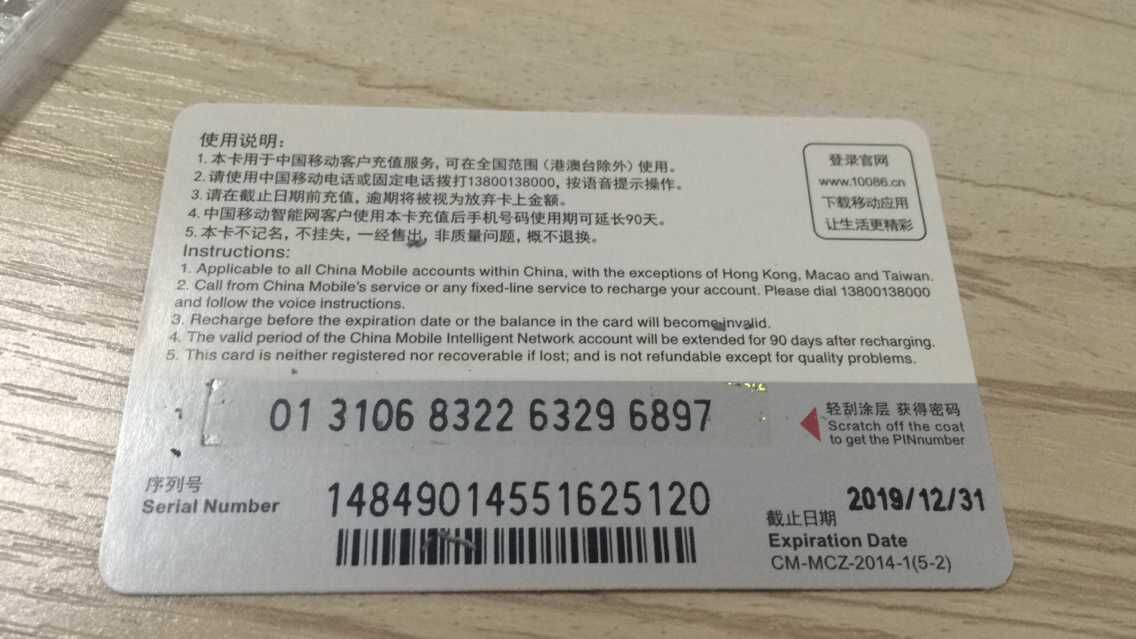 使用说明：
1. 本卡用于中国移动客户充值服务, 可在全国范围（港澳台除外）使用。
2. 请使用中国移动电话或固定电话拨打13800138000，按语音提示操作。
3. 请在截止日期前充值，逾期将被视为放弃卡上金额。
4. 中国移动智能网客户使用本卡充值后手机号码使用期可延长90天。
5. 本卡不记名，不挂失，一经售出，非质量问题，概不退换。
登录官网
www.10086.cn
下载移动应用
让生活更精彩
Instructions:
1. Applicable to all China Mobile accounts within China, with the exceptions of Hong Kong, Macao and Taiwan.
2. Call from China Mobile's service or any fixed-line service to recharge your account. Please dial 13800138000
and follow the voice instructions.
3. Recharge before the expiration date or the balance in the card will become invalid.
4. The valid period of the China Mobile Intelligent Network account will be extended for 90 days after recharging.
5. This card is neither registered nor recoverable if lost; and is not refundable except for quality problems.
01 3106 8322 6329 6897
轻刮涂层 获得密码
Scratch off the coat
to get the PINnumber
序列号
Serial Number
14849014551625120
截止日期
2019/12/31
Expiration Date
CM-MCZ-2014-1(5-2)